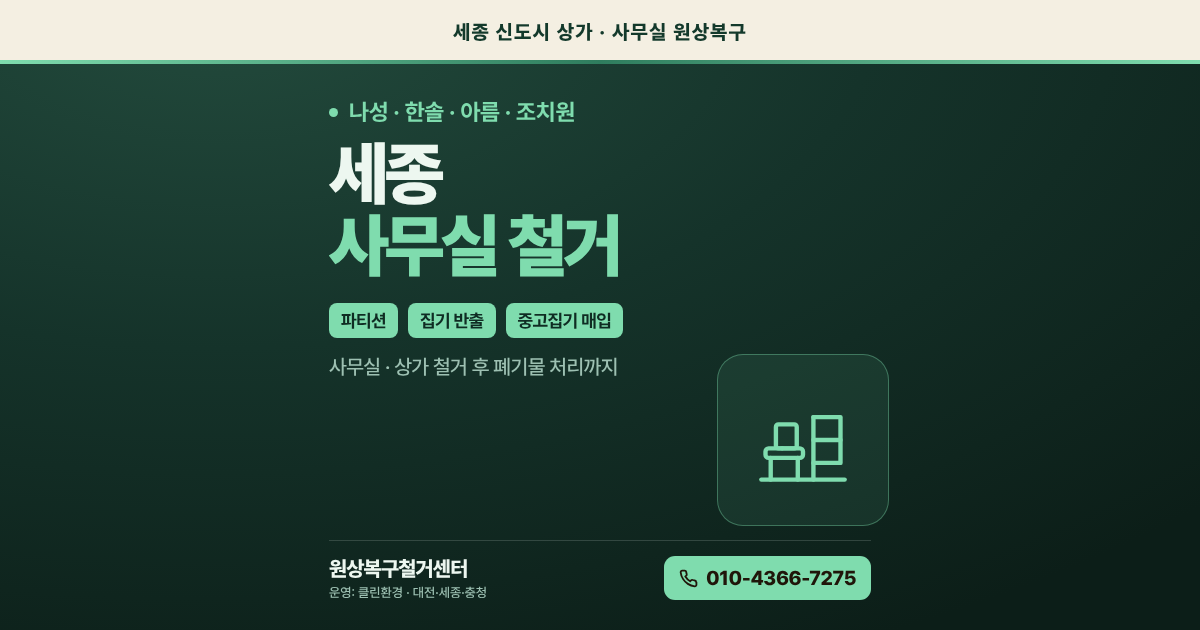 세종 신도시 상가 · 사무실 원상복구
나성 · 한솔 · 아름 · 조치원
세종
사무실 철거
파티션 집기 반출 중고집기 매입
사무실 · 상가 철거 후 폐기물 처리까지
원상복구철거센터
운영: 클린환경 · 대전·세종·충청
010-4366-7275